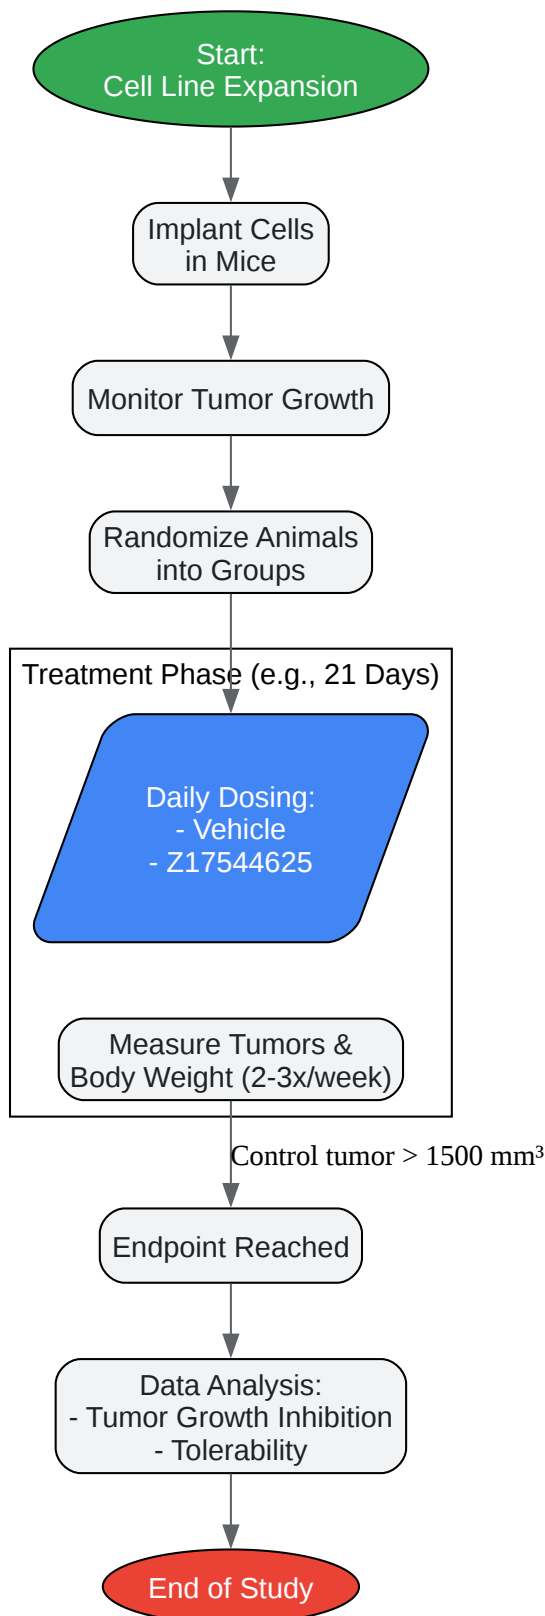 Start:
Cell Line Expansion
Implant Cells
in Mice
Monitor Tumor Growth
Randomize Animals
into Groups
Treatment Phase (e.g., 21 Days)
Daily Dosing:
- Vehicle
- Z17544625
Measure Tumors &
Body Weight (2-3x/week)
Control tumor > 1500 mm³
Endpoint Reached
Data Analysis:
- Tumor Growth Inhibition
- Tolerability
End of Study